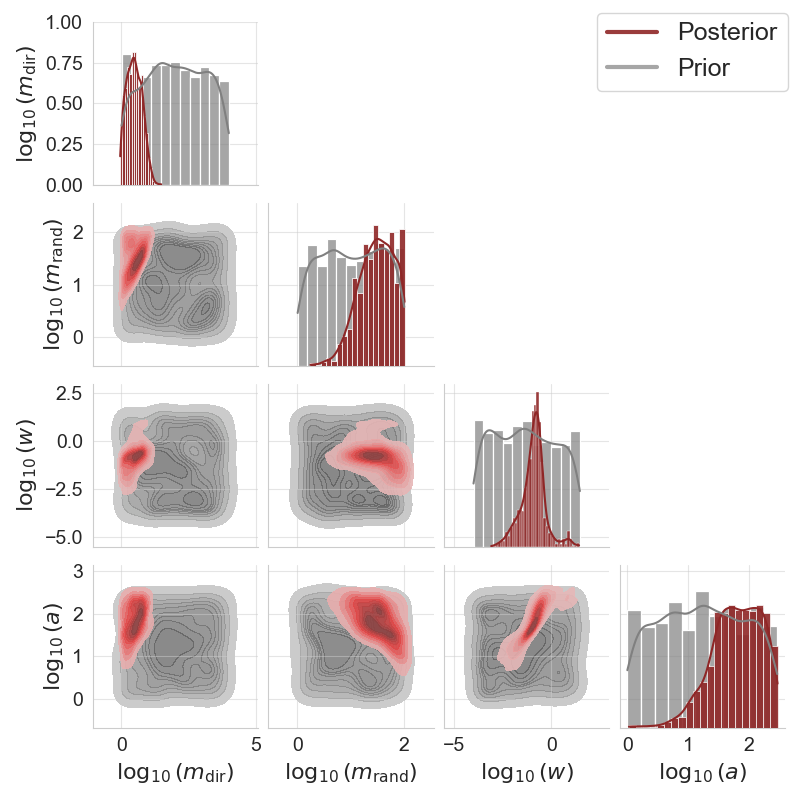 Posterior
Prior
1.00
0.75
0.50
0.25
0.00
log₁₀(m_dir)
2
1
0
log₁₀(m_rand)
2.5
0.0
−2.5
−5.0
log₁₀(w)
3
2
1
0
log₁₀(a)
0 5
0 2
−5 0
0 1 2
log₁₀(m_dir) log₁₀(m_rand) log₁₀(w) log₁₀(a)